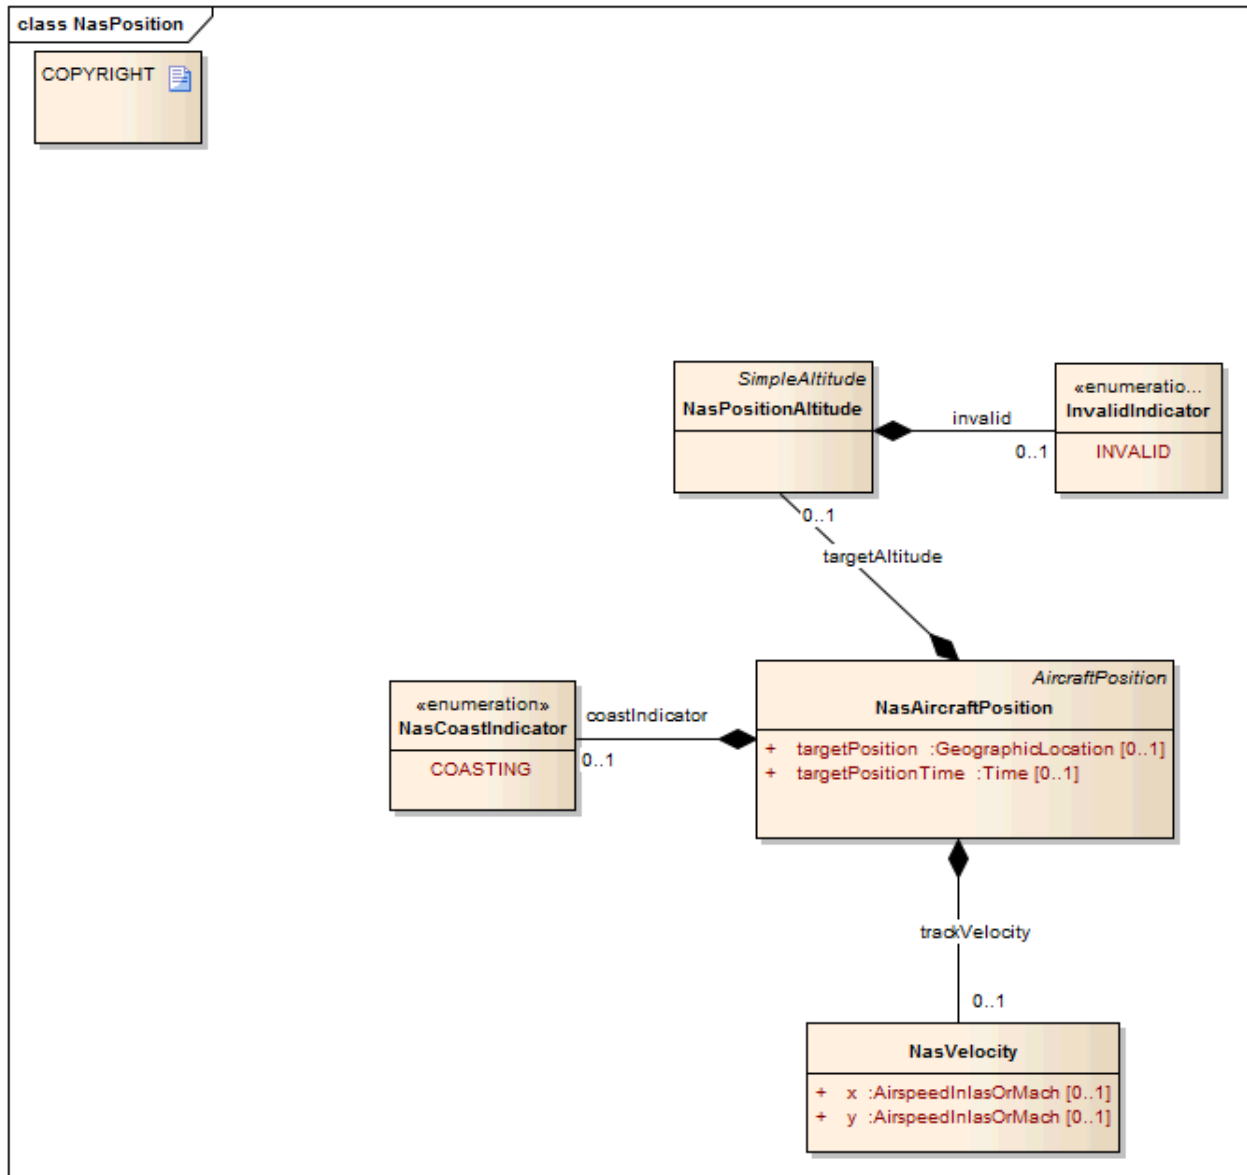 class NasPosition
COPYRIGHT
SimpleAltitude
NasPositionAltitude
invalid
0..1
«enumeratio...
InvalidIndicator
INVALID
0..1
targetAltitude
«enumeration»
NasCoastIndicator
COASTING
coastIndicator
0..1
AircraftPosition
NasAircraftPosition
+ targetPosition :GeographicLocation [0..1]
+ targetPositionTime :Time [0..1]
trackVelocity
0..1
NasVelocity
+ x :AirspeedInIasOrMach [0..1]
+ y :AirspeedInIasOrMach [0..1]